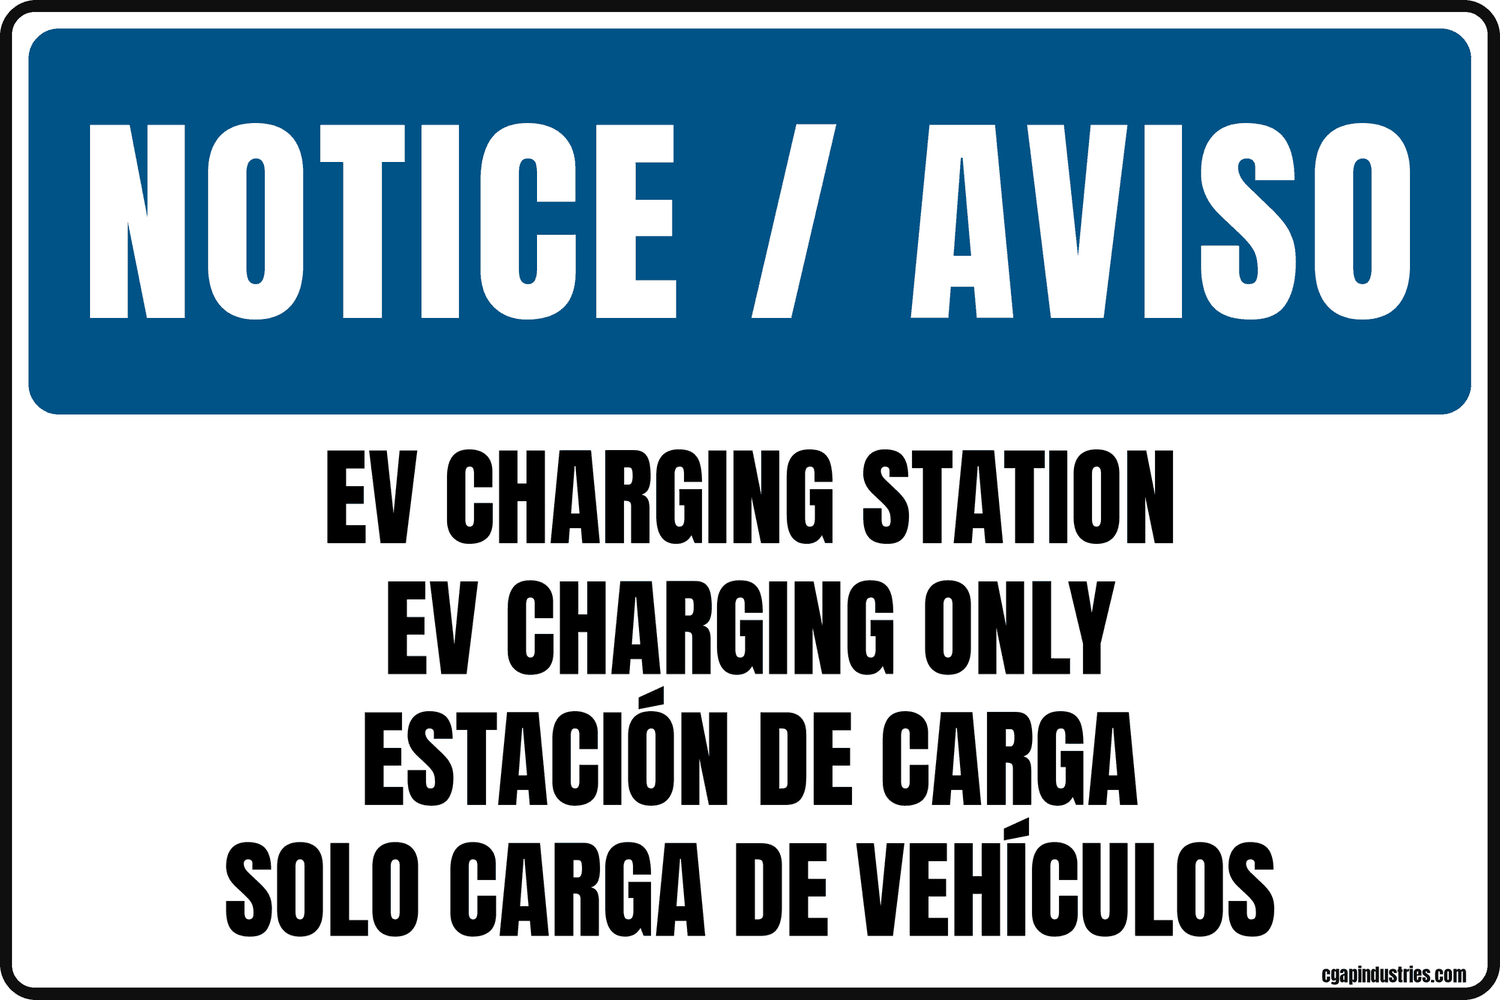 NOTICE / AVISO
EV CHARGING STATION
EV CHARGING ONLY
ESTACIÓN DE CARGA
SOLO CARGA DE VEHÍCULOS
cgapindustries.com